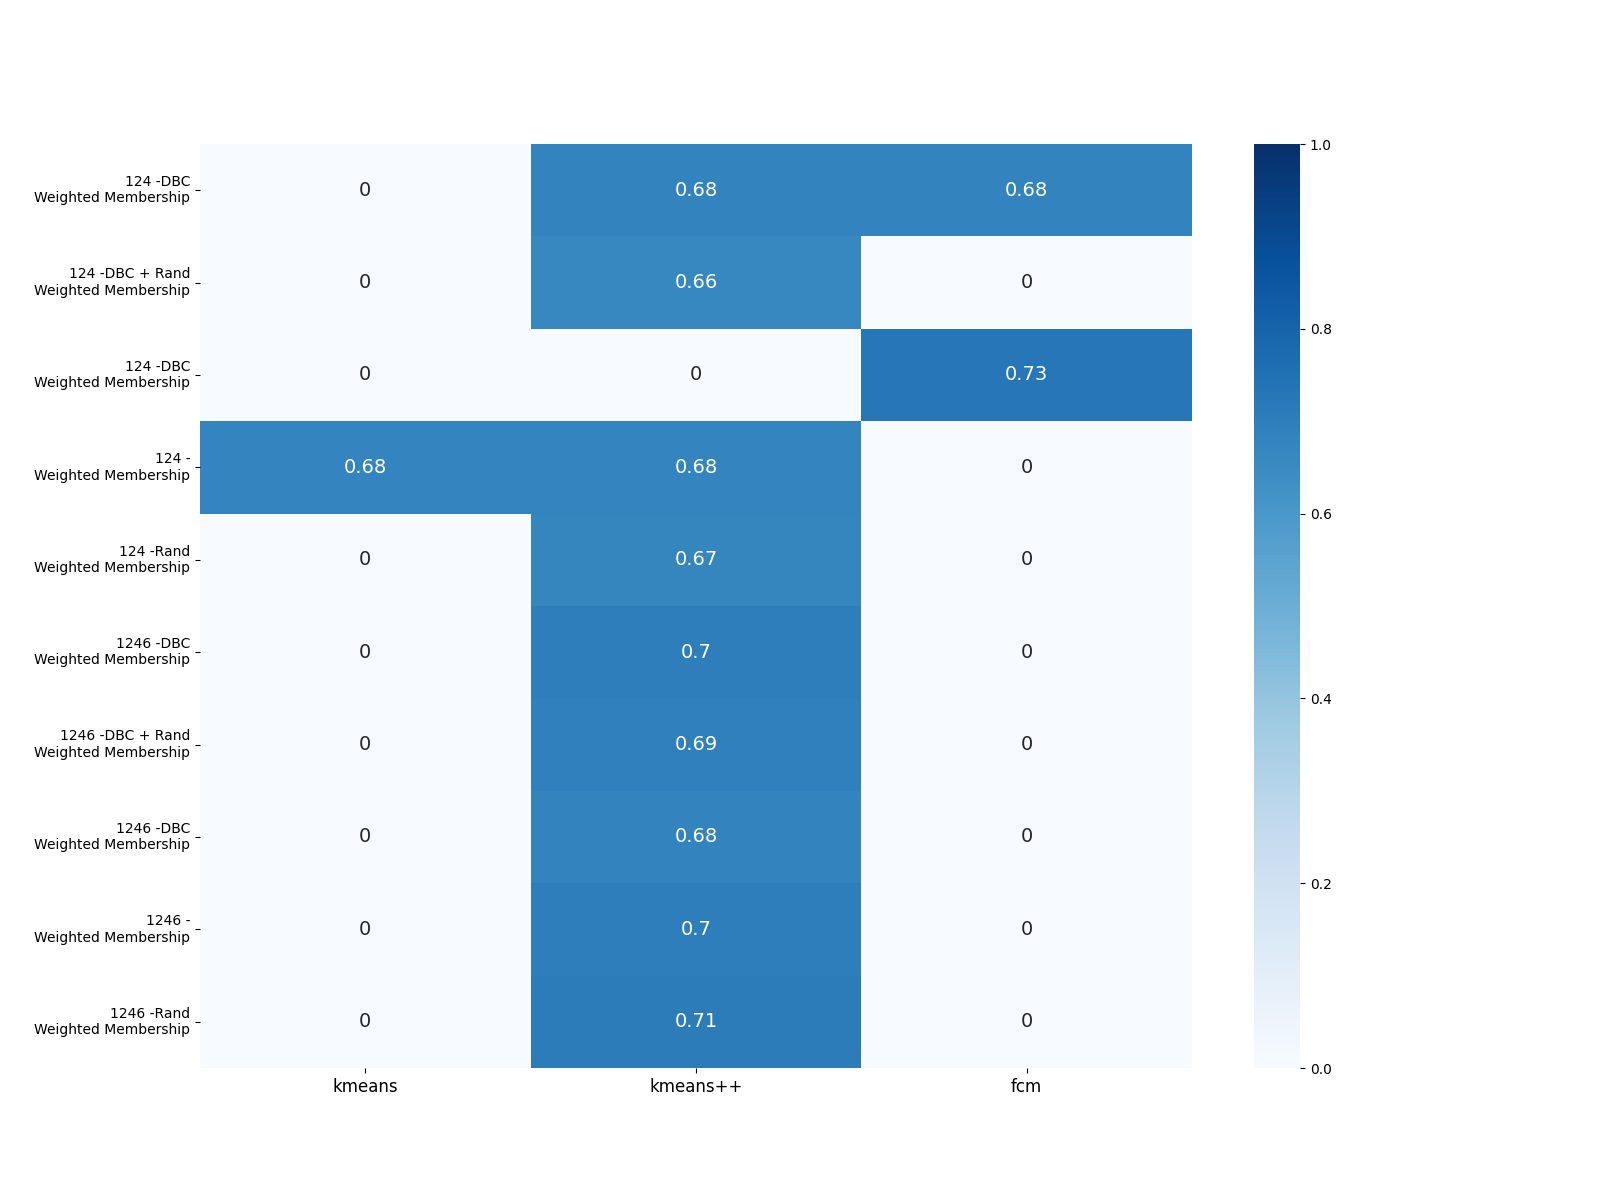 124 -DBC
Weighted Membership
0
0.68
0.68
1.0
124 -DBC + Rand
Weighted Membership
0
0.66
0
0.8
124 -DBC
Weighted Membership
0
0
0.73
124 -
Weighted Membership
0.68
0.68
0
0.6
124 -Rand
Weighted Membership
0
0.67
0
1246 -DBC
Weighted Membership
0
0.7
0
0.4
1246 -DBC + Rand
Weighted Membership
0
0.69
0
1246 -DBC
Weighted Membership
0
0.68
0
0.2
1246 -
Weighted Membership
0
0.7
0
1246 -Rand
Weighted Membership
0
0.71
0
0.0
kmeans
kmeans++
fcm